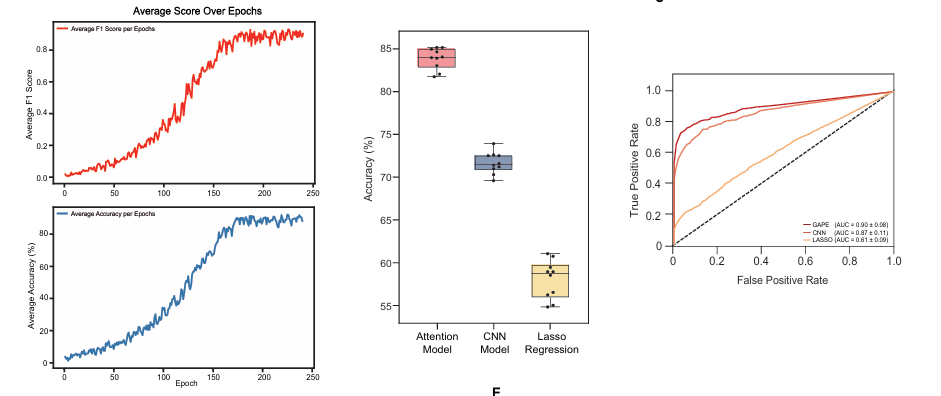 Average Score Over Epochs
Average F1 Score per Epochs
Average F1 Score
0.8
0.6
0.4
0.2
0.0
0 50 100 150 200 250
Average Accuracy per Epochs
Average Accuracy (%)
80
60
40
20
0
0 50 100 150 200 250
Epoch
Accuracy (%)
85
80
75
70
65
60
55
Attention
Model
CNN
Model
Lasso
Regression
True Positive Rate
1.0
0.8
0.6
0.4
0.2
0
GAPE (AUC = 0.90 ± 0.08)
CNN (AUC = 0.87 ± 0.11)
LASSO (AUC = 0.61 ± 0.09)
0 0.2 0.4 0.6 0.8 1.0
False Positive Rate